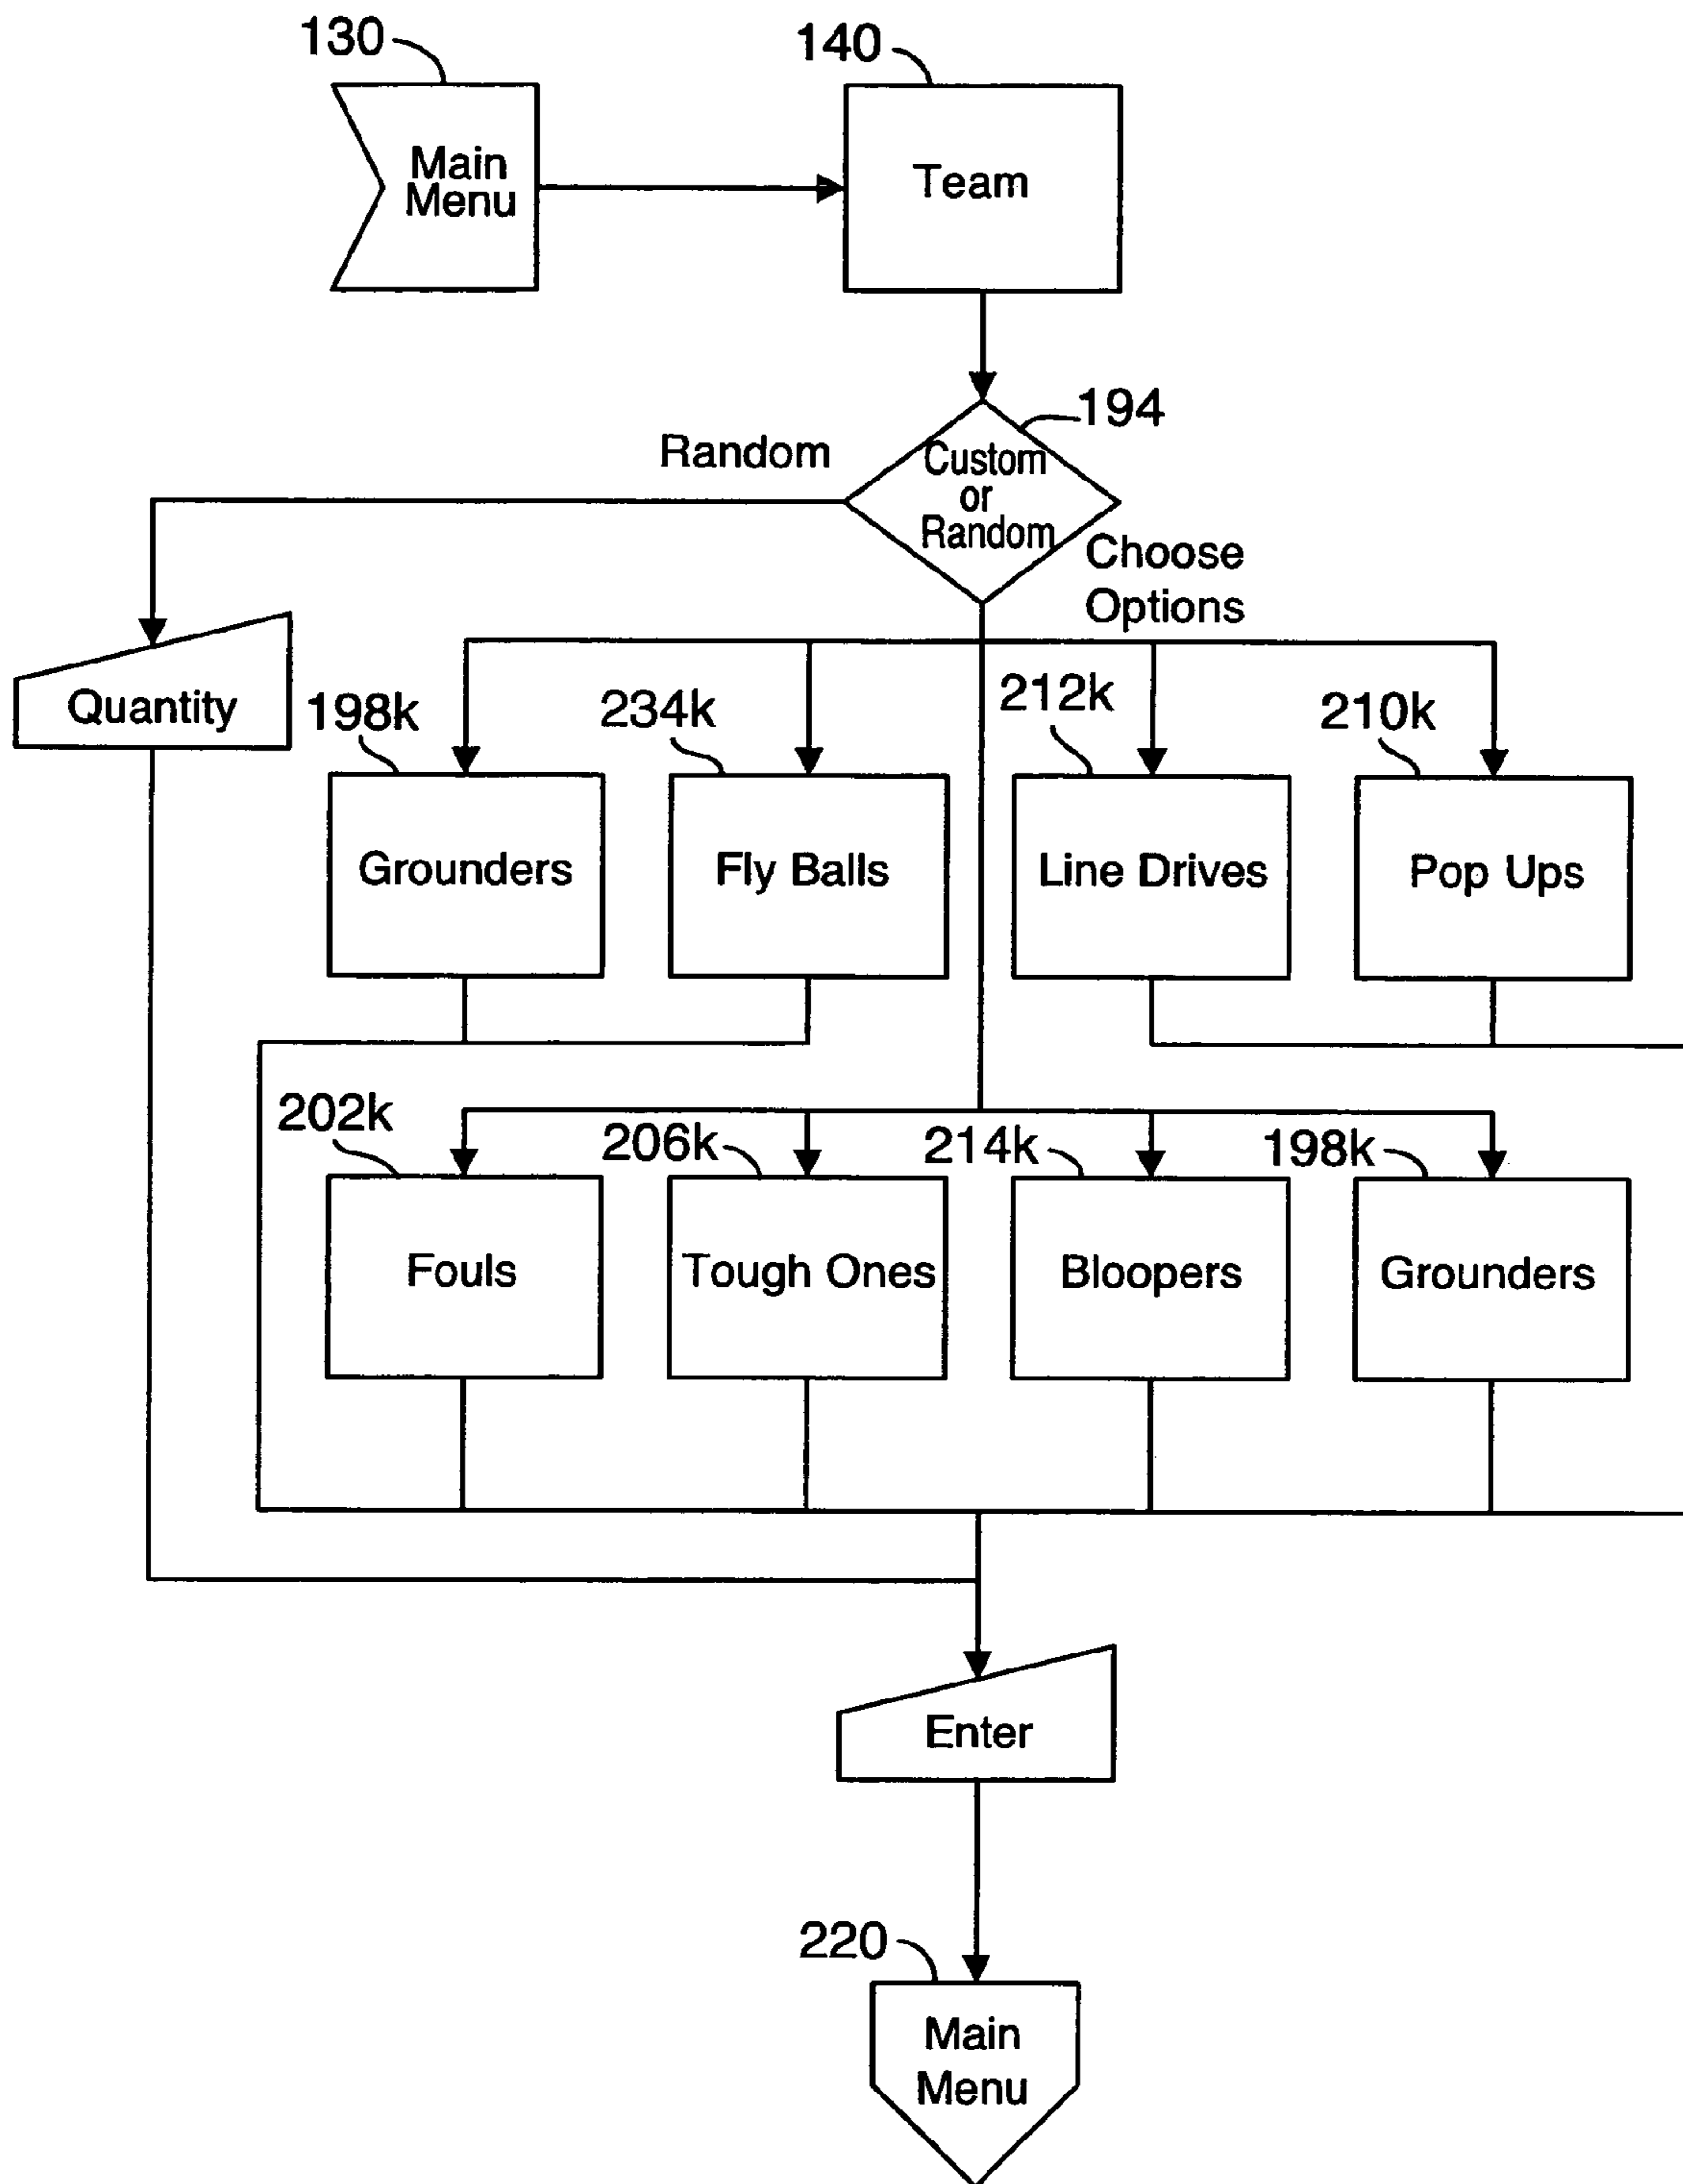 130
140
Main
Menu
Team
194
Random
Custom
or
Random
Choose
Options
Quantity
198k
234k
212k
210k
Grounders
Fly Balls
Line Drives
Pop Ups
202k
206k
214k
198k
Fouls
Tough Ones
Bloopers
Grounders
Enter
220
Main
Menu